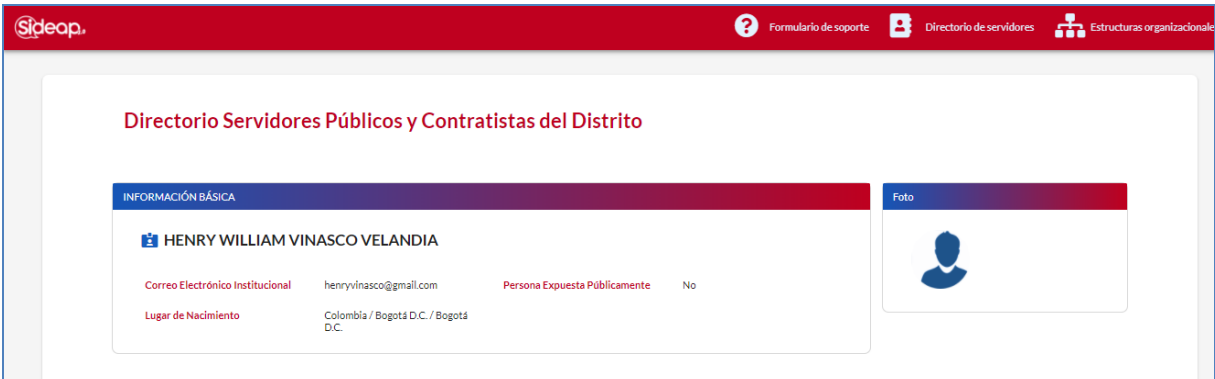 Sideap.
Formulario de soporte
Directorio de servidores
Estructuras organizacionale
Directorio Servidores Públicos y Contratistas del Distrito
INFORMACIÓN BÁSICA
Foto
HENRY WILLIAM VINASCO VELANDIA
Correo Electrónico Institucional henryvinasco@gmail.com Persona Expuesta Públicamente No
Lugar de Nacimiento Colombia / Bogotá D.C. / Bogotá
D.C.